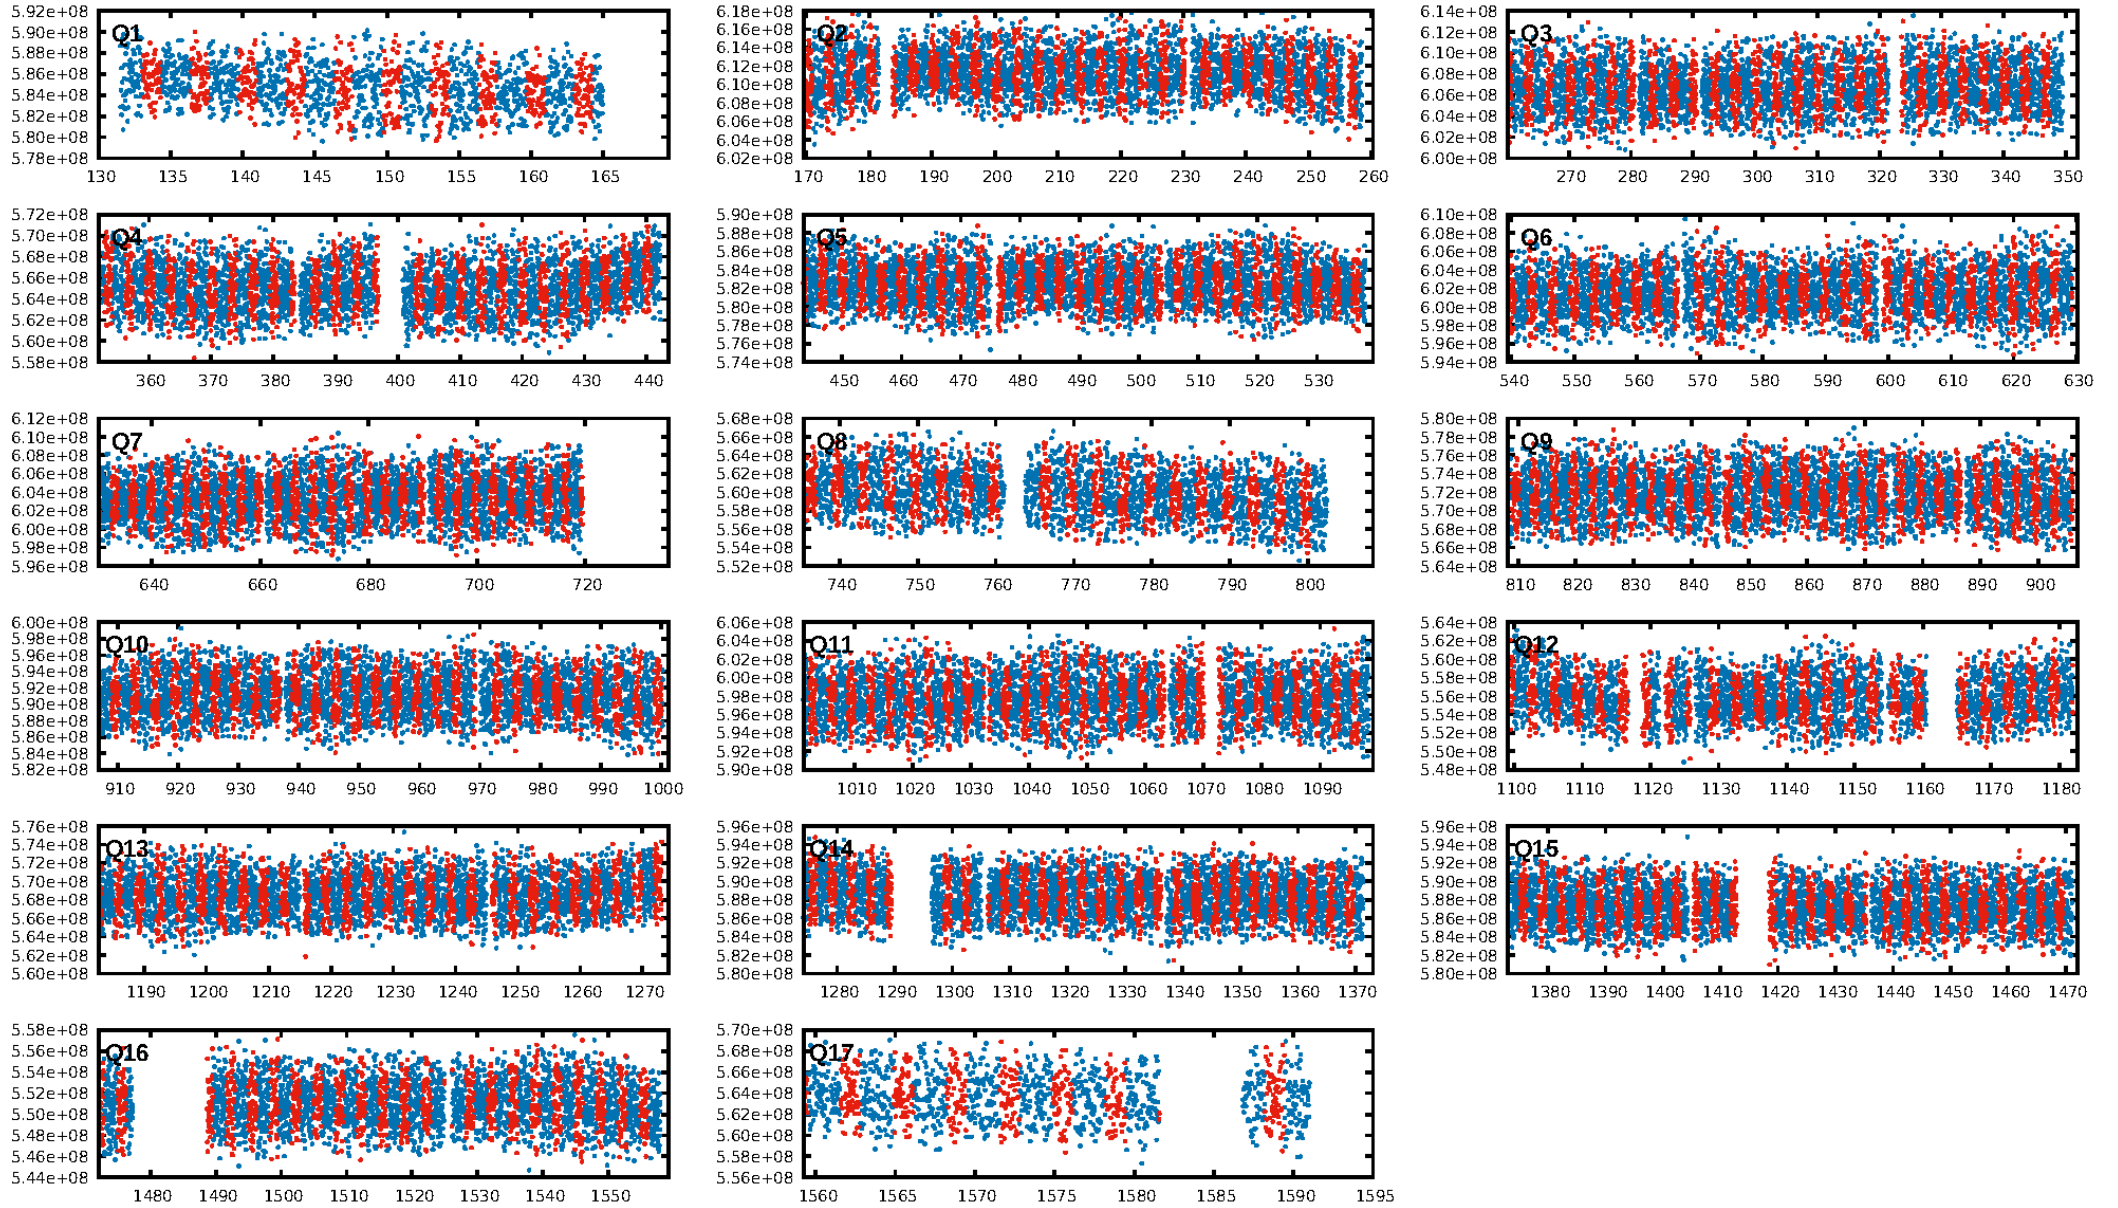 5.92e+08 5.90e+08 5.88e+08 5.86e+08 5.84e+08 5.82e+08 5.80e+08 5.78e+08
Q1
130 135 140 145 150 155 160 165
6.18e+08 6.16e+08 6.14e+08 6.12e+08 6.10e+08 6.08e+08 6.06e+08 6.04e+08 6.02e+08
Q2
170 180 190 200 210 220 230 240 250 260
6.14e+08 6.12e+08 6.10e+08 6.08e+08 6.06e+08 6.04e+08 6.02e+08 6.00e+08
Q3
270 280 290 300 310 320 330 340 350
5.72e+08 5.70e+08 5.68e+08 5.66e+08 5.64e+08 5.62e+08 5.60e+08 5.58e+08
Q4
360 370 380 390 400 410 420 430 440
5.90e+08 5.88e+08 5.86e+08 5.84e+08 5.82e+08 5.80e+08 5.78e+08 5.76e+08 5.74e+08
Q5
450 460 470 480 490 500 510 520 530
6.10e+08 6.08e+08 6.06e+08 6.04e+08 6.02e+08 6.00e+08 5.98e+08 5.96e+08 5.94e+08
Q6
540 550 560 570 580 590 600 610 620 630
6.12e+08 6.10e+08 6.08e+08 6.06e+08 6.04e+08 6.02e+08 6.00e+08 5.98e+08 5.96e+08
Q7
640 660 680 700 720
5.68e+08 5.66e+08 5.64e+08 5.62e+08 5.60e+08 5.58e+08 5.56e+08 5.54e+08 5.52e+08
Q8
740 750 760 770 780 790 800
5.80e+08 5.78e+08 5.76e+08 5.74e+08 5.72e+08 5.70e+08 5.68e+08 5.66e+08 5.64e+08
Q9
810 820 830 840 850 860 870 880 890 900
6.00e+08 5.98e+08 5.96e+08 5.94e+08 5.92e+08 5.90e+08 5.88e+08 5.86e+08 5.84e+08 5.82e+08
Q10
910 920 930 940 950 960 970 980 990 1000
6.06e+08 6.04e+08 6.02e+08 6.00e+08 5.98e+08 5.96e+08 5.94e+08 5.92e+08 5.90e+08
Q11
1010 1020 1030 1040 1050 1060 1070 1080 1090
5.64e+08 5.62e+08 5.60e+08 5.58e+08 5.56e+08 5.54e+08 5.52e+08 5.50e+08 5.48e+08
Q12
1100 1110 1120 1130 1140 1150 1160 1170 1180
5.76e+08 5.74e+08 5.72e+08 5.70e+08 5.68e+08 5.66e+08 5.64e+08 5.62e+08 5.60e+08
Q13
1190 1200 1210 1220 1230 1240 1250 1260 1270
5.96e+08 5.94e+08 5.92e+08 5.90e+08 5.88e+08 5.86e+08 5.84e+08 5.82e+08 5.80e+08
Q14
1280 1290 1300 1310 1320 1330 1340 1350 1360 1370
5.96e+08 5.94e+08 5.92e+08 5.90e+08 5.88e+08 5.86e+08 5.84e+08 5.82e+08 5.80e+08
Q15
1380 1390 1400 1410 1420 1430 1440 1450 1460 1470
5.58e+08 5.56e+08 5.54e+08 5.52e+08 5.50e+08 5.48e+08 5.46e+08 5.44e+08
Q16
1480 1490 1500 1510 1520 1530 1540 1550
5.70e+08 5.68e+08 5.66e+08 5.64e+08 5.62e+08 5.60e+08 5.58e+08 5.56e+08
Q17
1560 1565 1570 1575 1580 1585 1590 1595